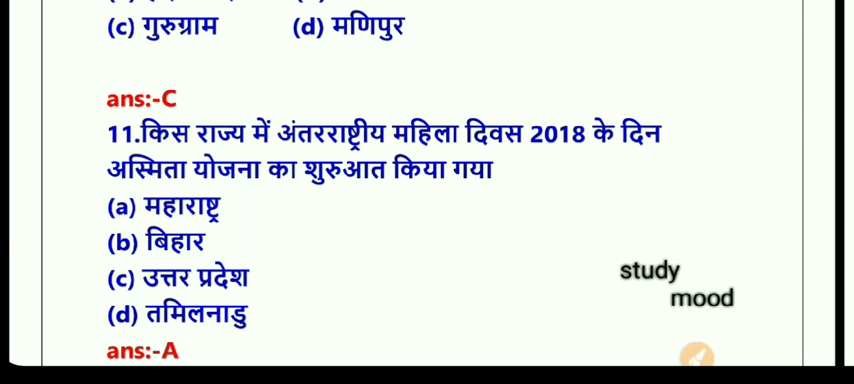 (c) गुरुग्राम (d) मणिपुर
ans:-C
11.किस राज्य में अंतरराष्ट्रीय महिला दिवस 2018 के दिन
अस्मिता योजना का शुरुआत किया गया
(a) महाराष्ट्र
(b) बिहार
(c) उत्तर प्रदेश
(d) तमिलनाडु
ans:-A
study
mood